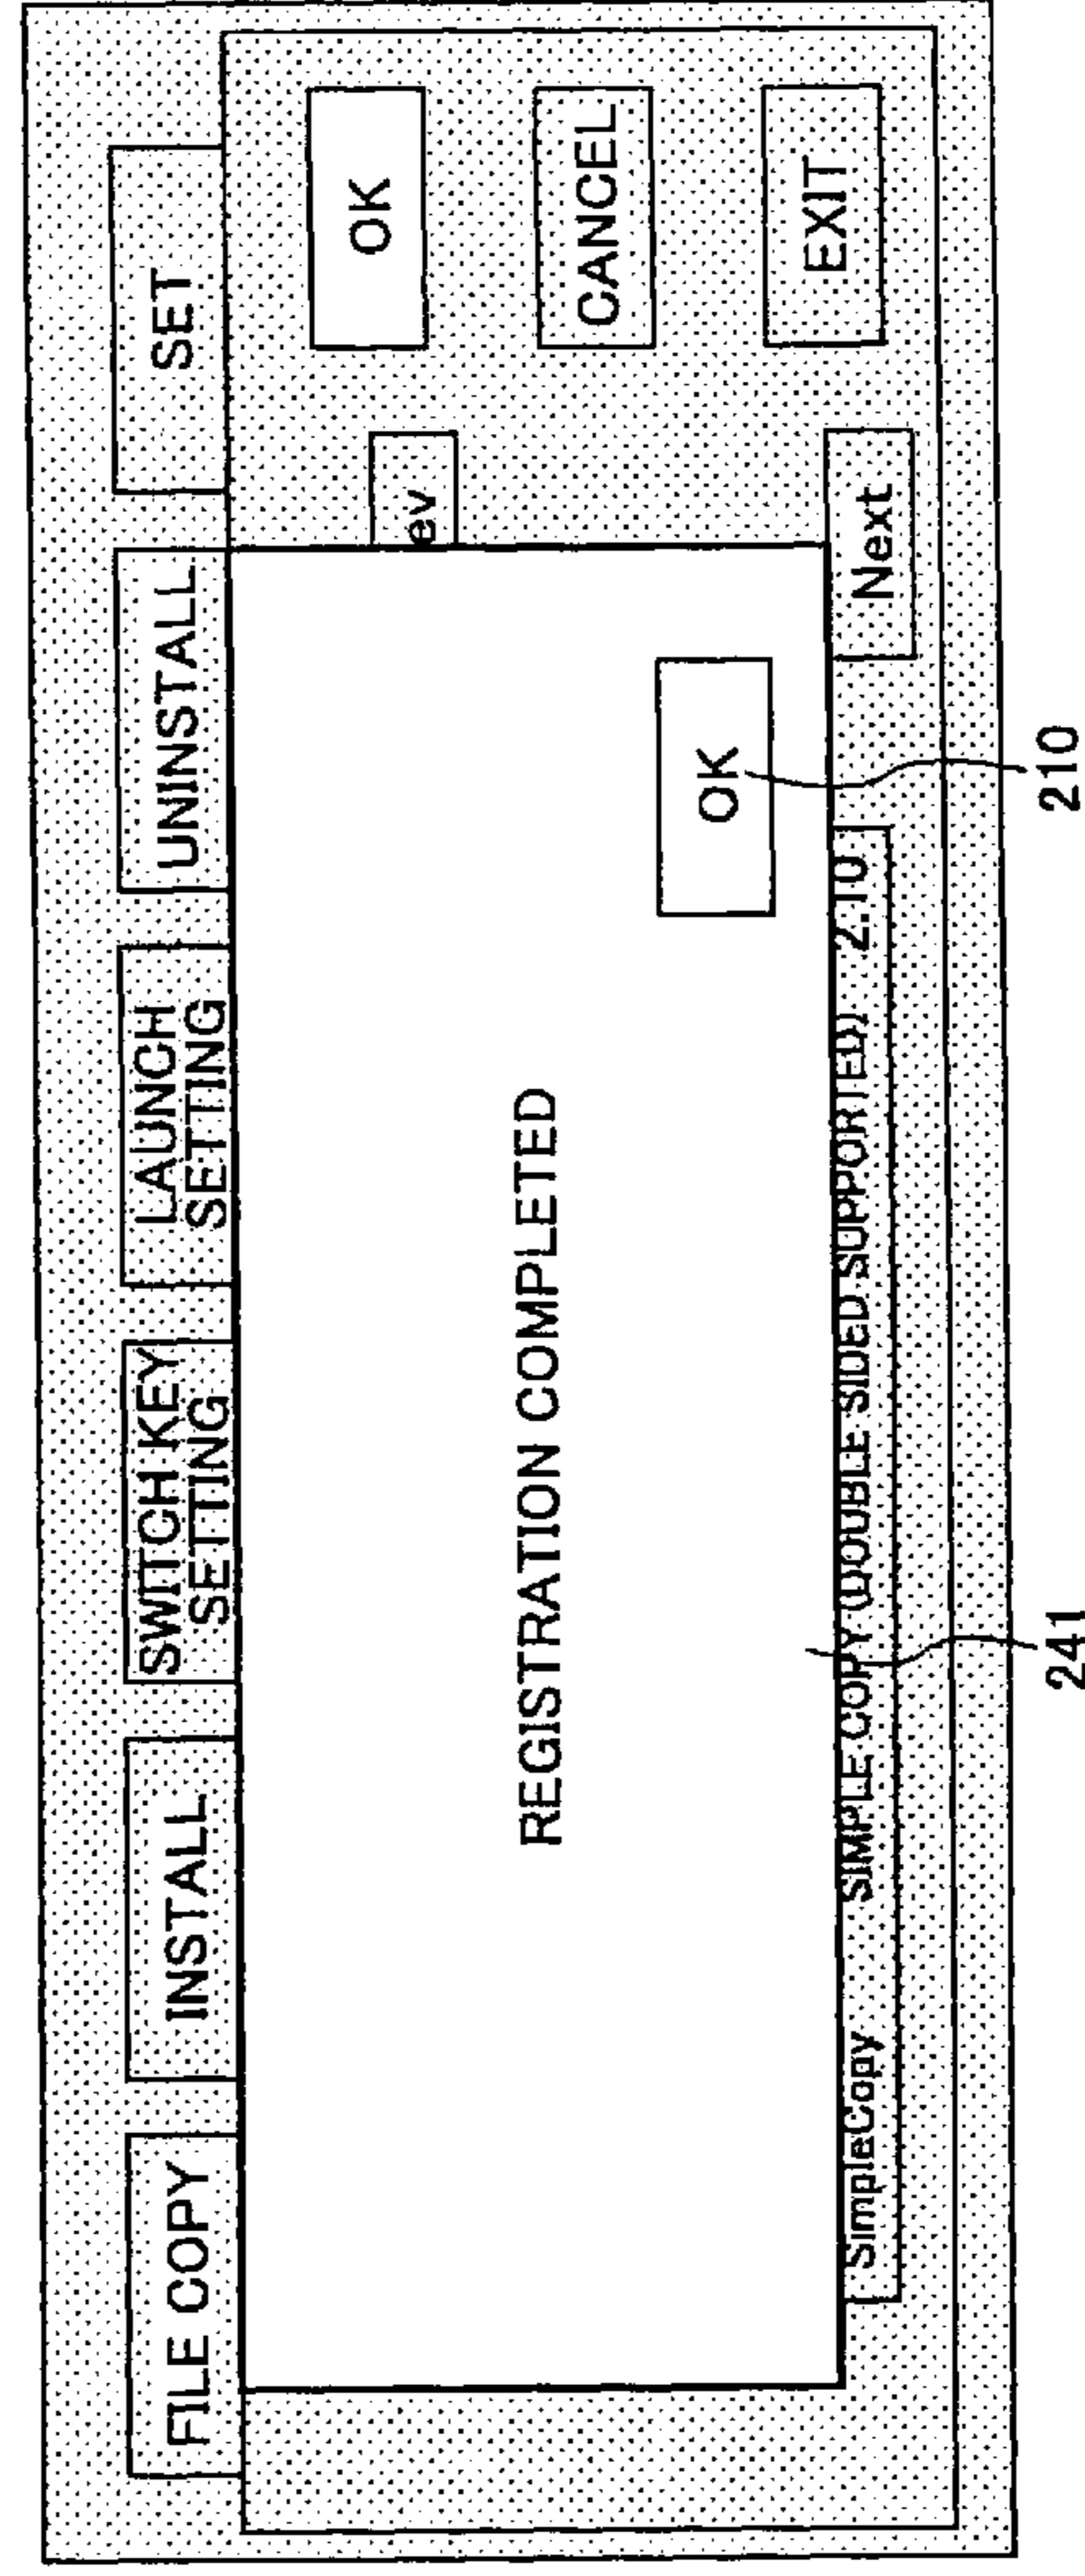 FILE COPY
INSTALL
SWITCH KEY
SETTING
LAUNCH
SETTING
UNINSTALL
SET
OK
ev
CANCEL
REGISTRATION COMPLETED
OK
EXIT
Next
SimpleCopy SIMPLE COPY (DOUBLE SIDED SUPPORTED) 2.10
241
210